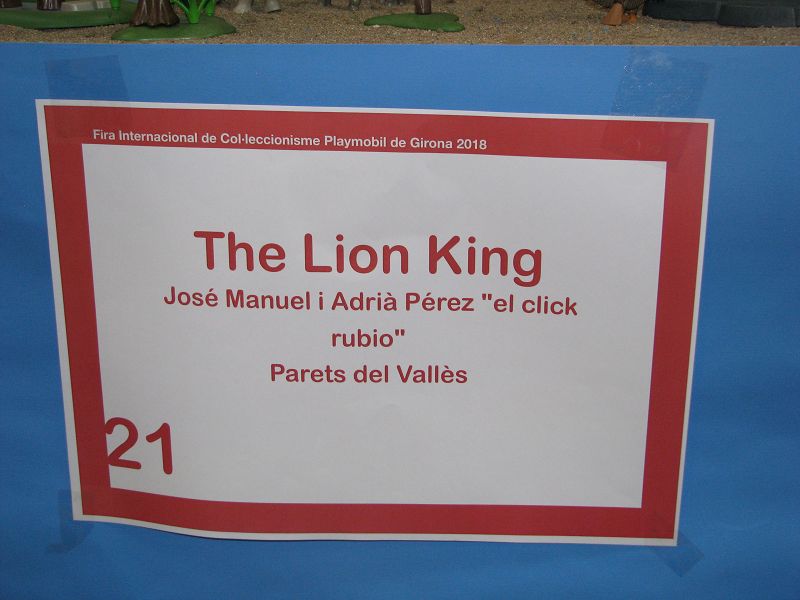 Fira Internacional de Col·leccionisme Playmobil de Girona 2018
The Lion King
José Manuel i Adrià Pérez "el click
rubio"
Parets del Vallès
21